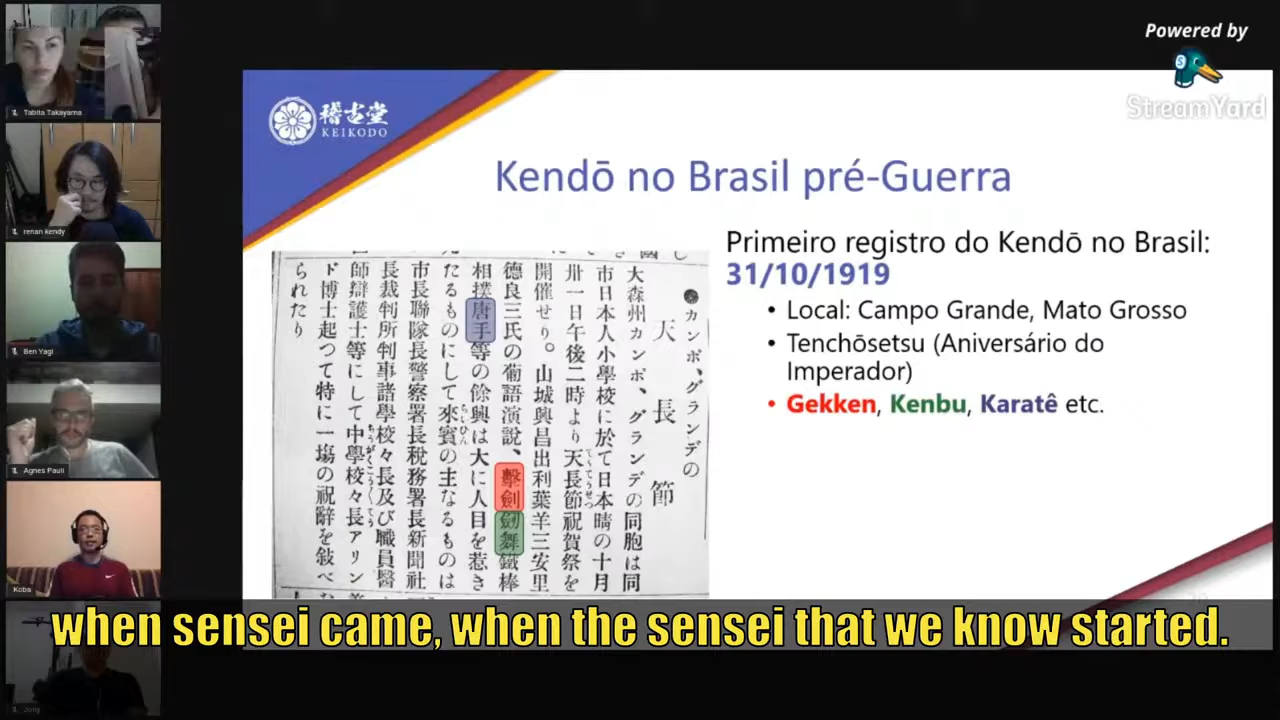 Powered by
StreamYard
Tabita Takayama
renan kendy
Ben Yagi
Agnes Pauli
Koba
Jony
稽古堂
KEIKODO
Kendō no Brasil pré-Guerra
Primeiro registro do Kendō no Brasil:
31/10/1919
• Local: Campo Grande, Mato Grosso
• Tenchōsetsu (Aniversário do
Imperador)
• Gekken, Kenbu, Karatê etc.
●カンポ、グランデの
天長節
大森州カンポ、グランデの同胞は同
市日本人小學校に於て日本晴の十月
卅一日午後二時より天長節祝賀祭を
開催せり。山城興昌出利葉羊三安里
德良三氏の葡語演説、擊劍劒舞鐵棒
相撲唐手等の餘興は大に人目を惹き
たるものにして來賓の主なるものは
市長聯隊長警察署長稅務署長新聞社
長裁判所判事諸學校々長及び職員醫
師辯護士等にして中學校々長アリン
ド博士起つて特に一塲の祝辭を敍べ
られたり
when sensei came, when the sensei that we know started.